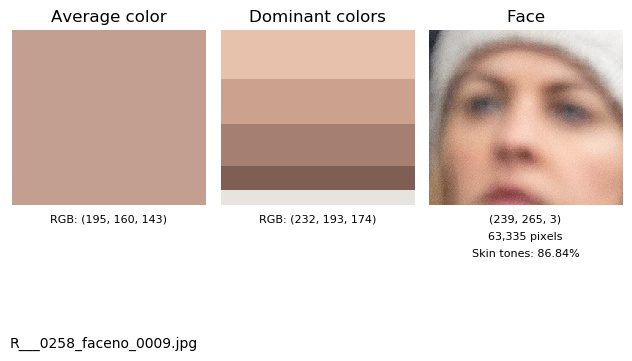 Average color
Dominant colors
Face
RGB: (195, 160, 143)
RGB: (232, 193, 174)
(239, 265, 3)
63,335 pixels
Skin tones: 86.84%
R___0258_faceno_0009.jpg